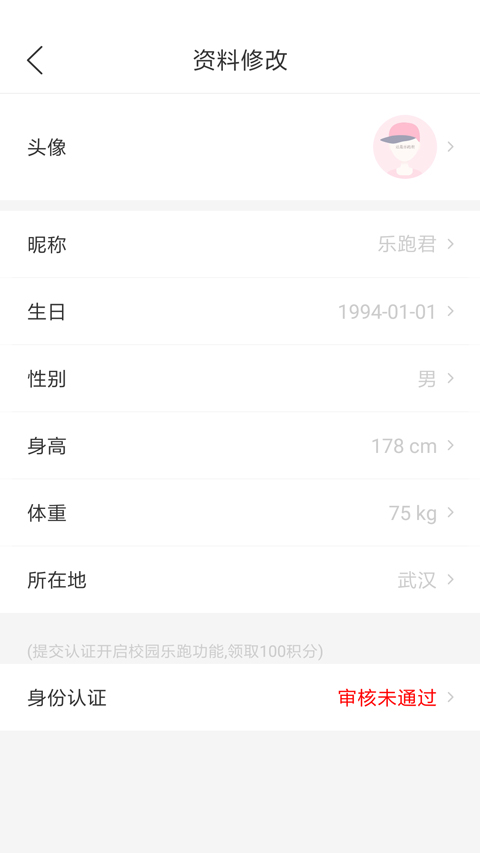 资料修改
头像
昵称 乐跑君
生日 1994-01-01
性别 男
身高 178 cm
体重 75 kg
所在地 武汉
(提交认证开启校园乐跑功能,领取100积分)
身份认证 审核未通过